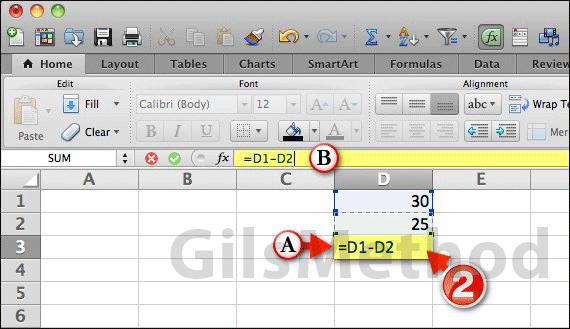 Home Layout Tables Charts SmartArt Formulas Data Review
Edit Font Alignment
Paste Fill Clear Calibri (Body) 12 A A abc Wrap Te
B I U A Mer
SUM fx =D1-D2 B
A B C D E
1 30
2 25
3 A =D1-D2
4 GilsMethod 2
5
6